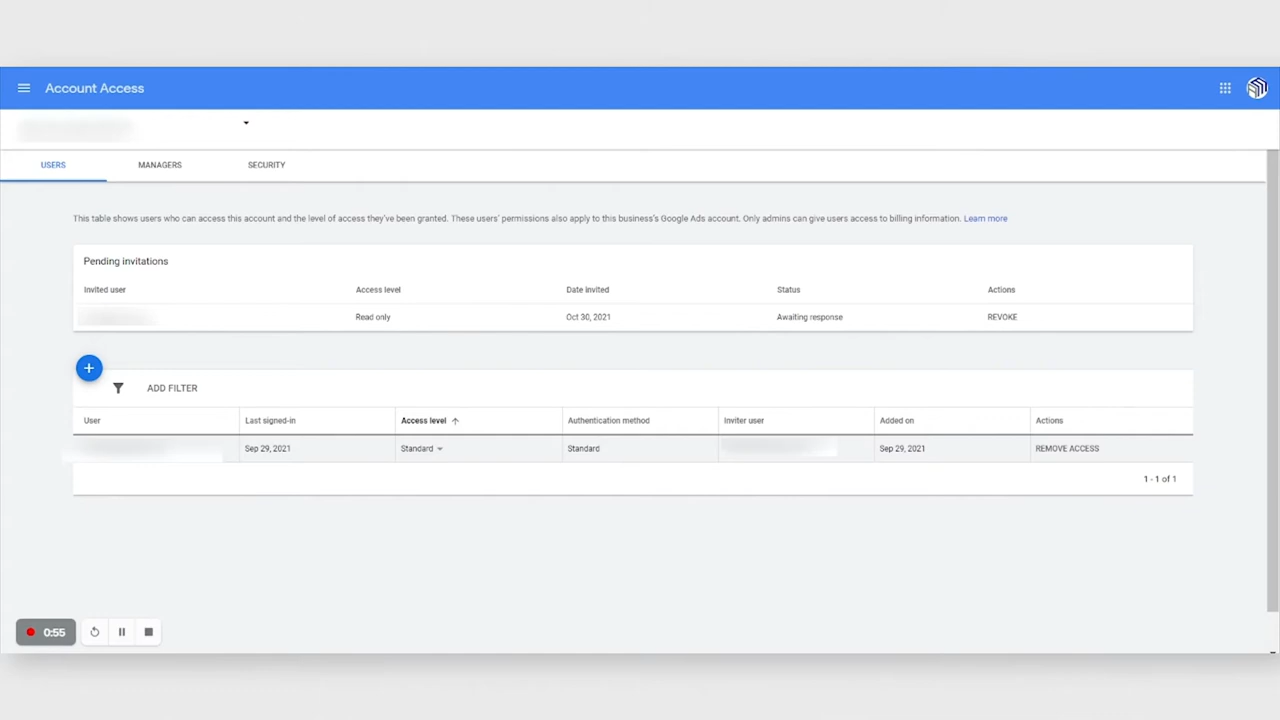 Account Access
USERS MANAGERS SECURITY
This table shows users who can access this account and the level of access they've been granted. These users' permissions also apply to this business's Google Ads account. Only admins can give users access to billing information. Learn more
Pending invitations
Invited user Access level Date invited Status Actions
Read only Oct 30, 2021 Awaiting response REVOKE
ADD FILTER
User Last signed-in Access level Authentication method Inviter user Added on Actions
Sep 29, 2021 Standard Standard Sep 29, 2021 REMOVE ACCESS
1 - 1 of 1
0:55